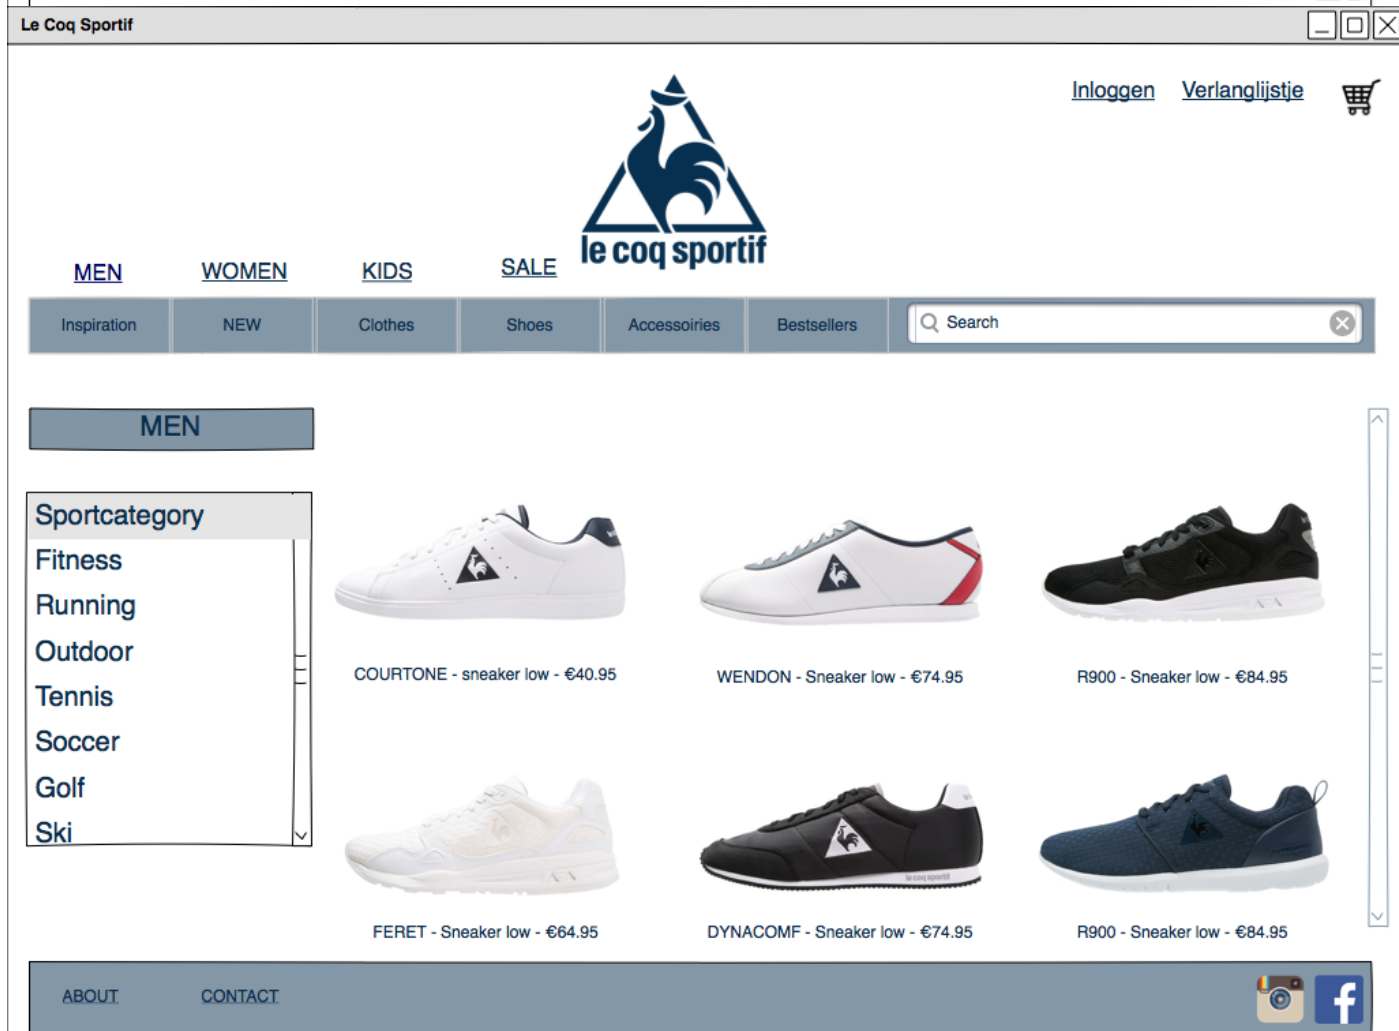 Le Coq Sportif
Inloggen Verlanglijstje
le coq sportif
MEN WOMEN KIDS SALE
Inspiration NEW Clothes Shoes Accessoiries Bestsellers Search
MEN
Sportcategory
Fitness
Running
Outdoor
Tennis
Soccer
Golf
Ski
COURTONE - sneaker low - €40.95
WENDON - Sneaker low - €74.95
R900 - Sneaker low - €84.95
le coq sportif
FERET - Sneaker low - €64.95
DYNACOMF - Sneaker low - €74.95
R900 - Sneaker low - €84.95
ABOUT CONTACT